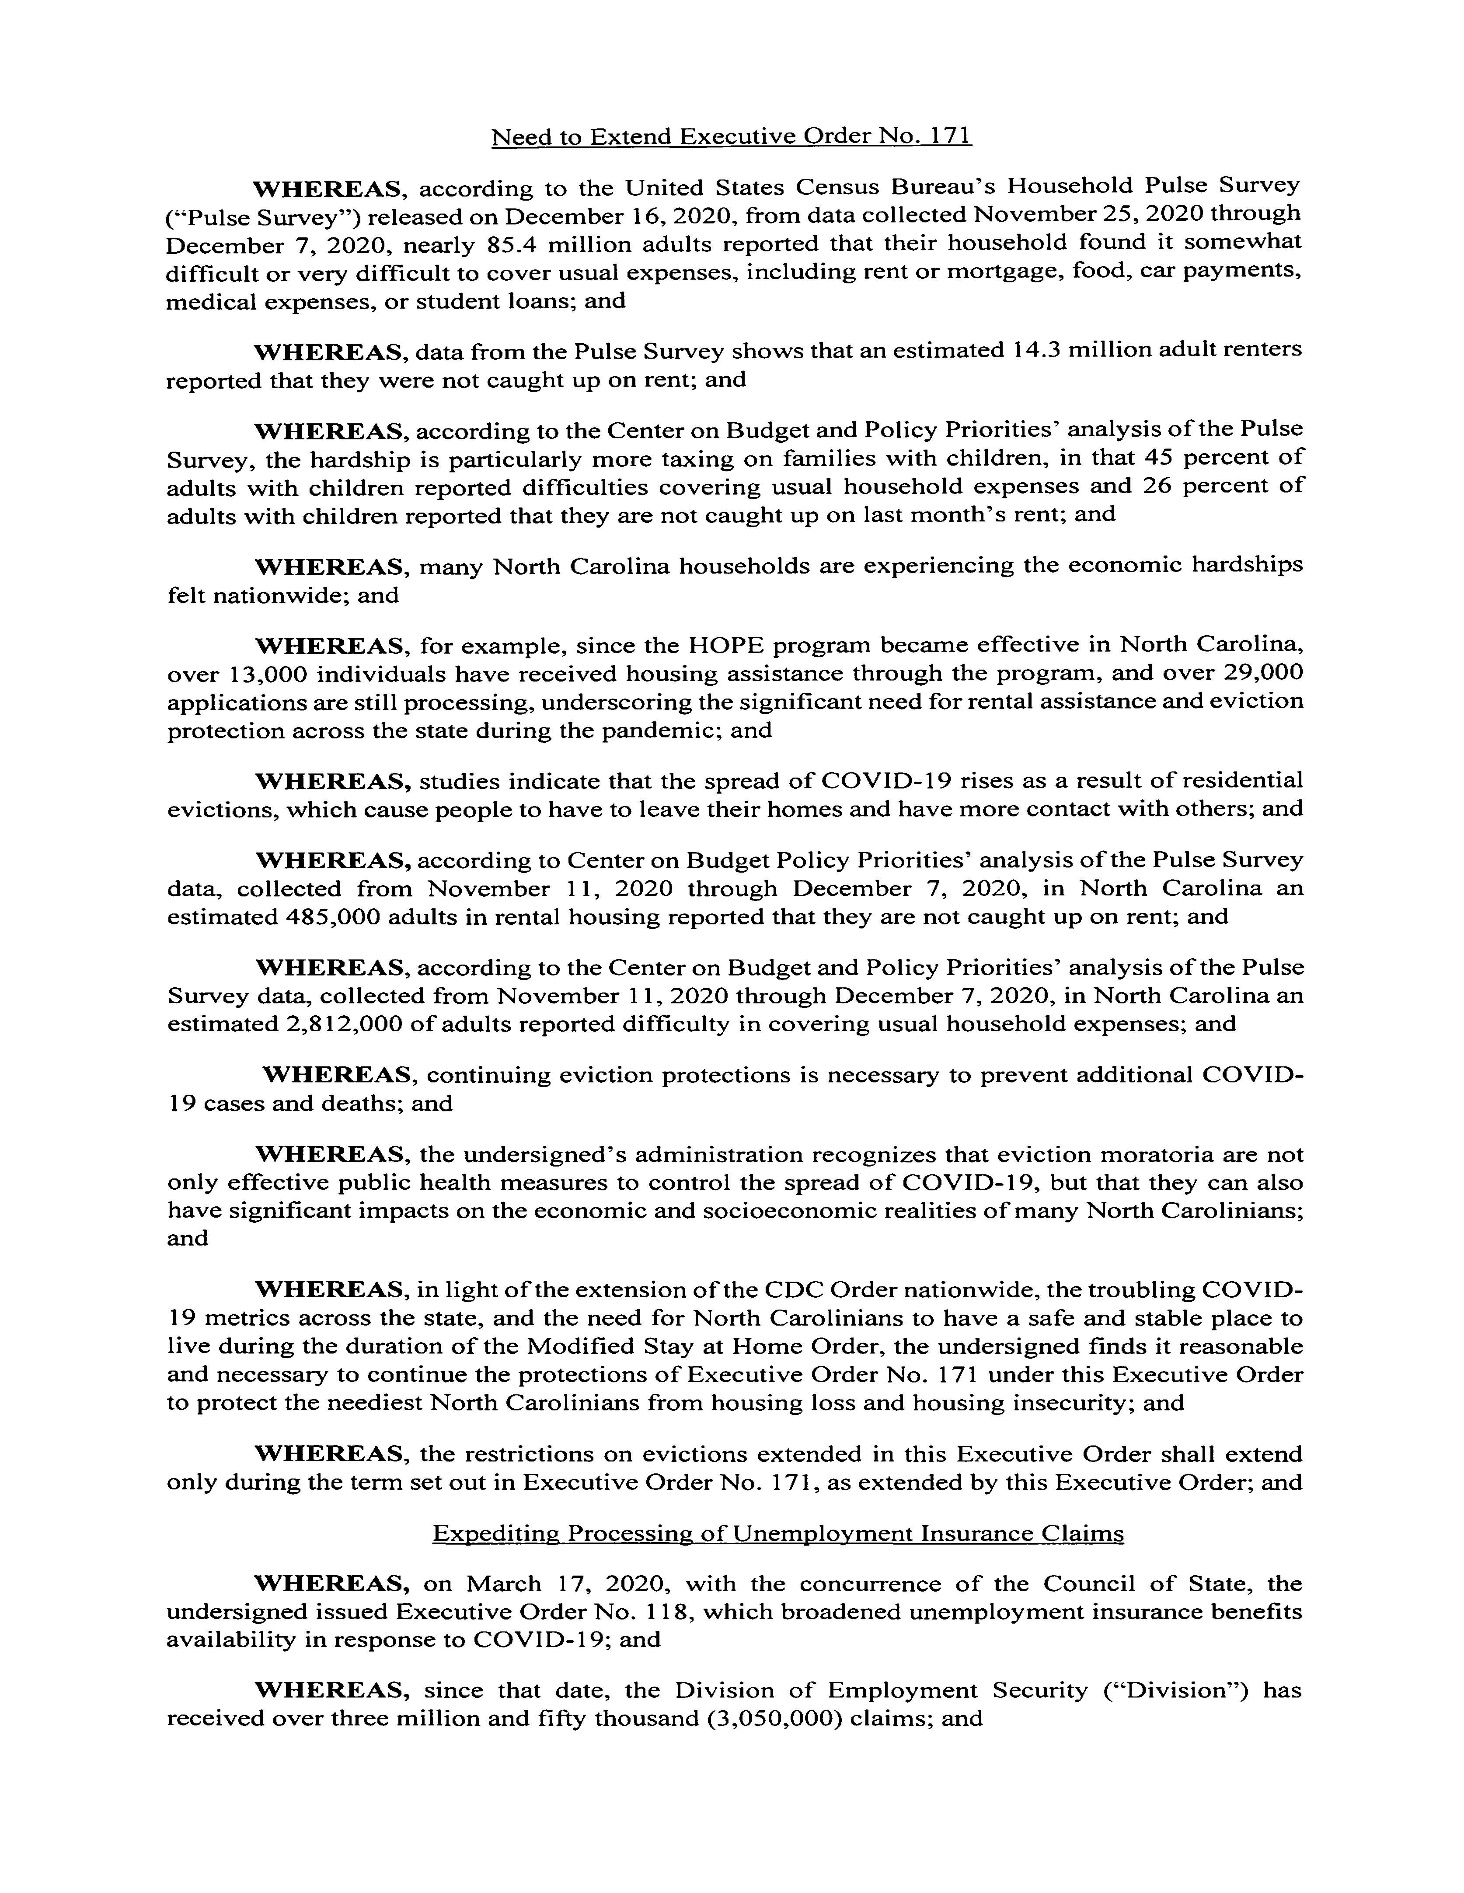 Need to Extend Executive Order No. 171
WHEREAS, according to the United States Census Bureau's Household Pulse Survey
("Pulse Survey") released on December 16, 2020, from data collected November 25, 2020 through
December 7, 2020, nearly 85.4 million adults reported that their household found it somewhat
difficult or very difficult to cover usual expenses, including rent or mortgage, food, car payments,
medical expenses, or student loans; and
WHEREAS, data from the Pulse Survey shows that an estimated 14.3 million adult renters
reported that they were not caught up on rent; and
WHEREAS, according to the Center on Budget and Policy Priorities' analysis of the Pulse
Survey, the hardship is particularly more taxing on families with children, in that 45 percent of
adults with children reported difficulties covering usual household expenses and 26 percent of
adults with children reported that they are not caught up on last month's rent; and
WHEREAS, many North Carolina households are experiencing the economic hardships
felt nationwide; and
WHEREAS, for example, since the HOPE program became effective in North Carolina,
over 13,000 individuals have received housing assistance through the program, and over 29,000
applications are still processing, underscoring the significant need for rental assistance and eviction
protection across the state during the pandemic; and
WHEREAS, studies indicate that the spread of COVID-19 rises as a result of residential
evictions, which cause people to have to leave their homes and have more contact with others; and
WHEREAS, according to Center on Budget Policy Priorities' analysis of the Pulse Survey
data, collected from November 11, 2020 through December 7, 2020, in North Carolina an
estimated 485,000 adults in rental housing reported that they are not caught up on rent; and
WHEREAS, according to the Center on Budget and Policy Priorities' analysis of the Pulse
Survey data, collected from November 11, 2020 through December 7, 2020, in North Carolina an
estimated 2,812,000 of adults reported difficulty in covering usual household expenses; and
WHEREAS, continuing eviction protections is necessary to prevent additional COVID-
19 cases and deaths; and
WHEREAS, the undersigned's administration recognizes that eviction moratoria are not
only effective public health measures to control the spread of COVID-19, but that they can also
have significant impacts on the economic and socioeconomic realities of many North Carolinians;
and
WHEREAS, in light of the extension of the CDC Order nationwide, the troubling COVID-
19 metrics across the state, and the need for North Carolinians to have a safe and stable place to
live during the duration of the Modified Stay at Home Order, the undersigned finds it reasonable
and necessary to continue the protections of Executive Order No. 171 under this Executive Order
to protect the neediest North Carolinians from housing loss and housing insecurity; and
WHEREAS, the restrictions on evictions extended in this Executive Order shall extend
only during the term set out in Executive Order No. 171, as extended by this Executive Order; and
Expediting Processing of Unemployment Insurance Claims
WHEREAS, on March 17, 2020, with the concurrence of the Council of State, the
undersigned issued Executive Order No. 118, which broadened unemployment insurance benefits
availability in response to COVID-19; and
WHEREAS, since that date, the Division of Employment Security ("Division") has
received over three million and fifty thousand (3,050,000) claims; and